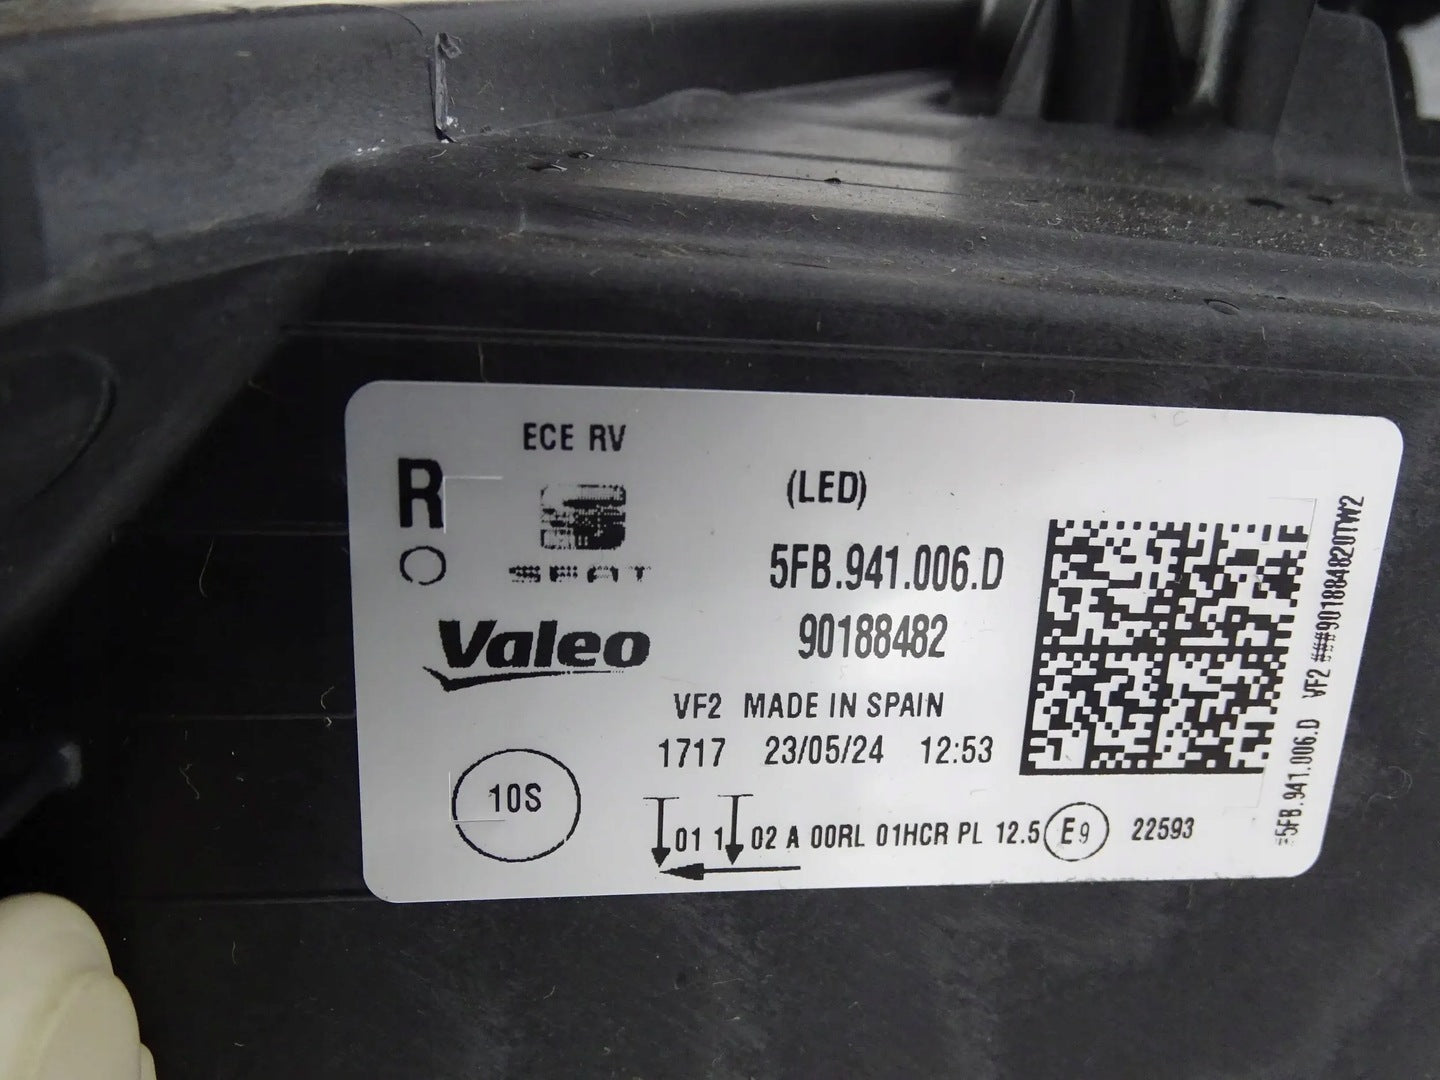 ECE RV
R
SEAT
(LED)
5FB.941.006.D
Valeo
90188482
VF2 MADE IN SPAIN
1717 23/05/24 12:53
10S
01 1 02 A 00RL 01HCR PL 12.5 E9 22593
#5FB.941.006.D VF2 ###901884820TW2